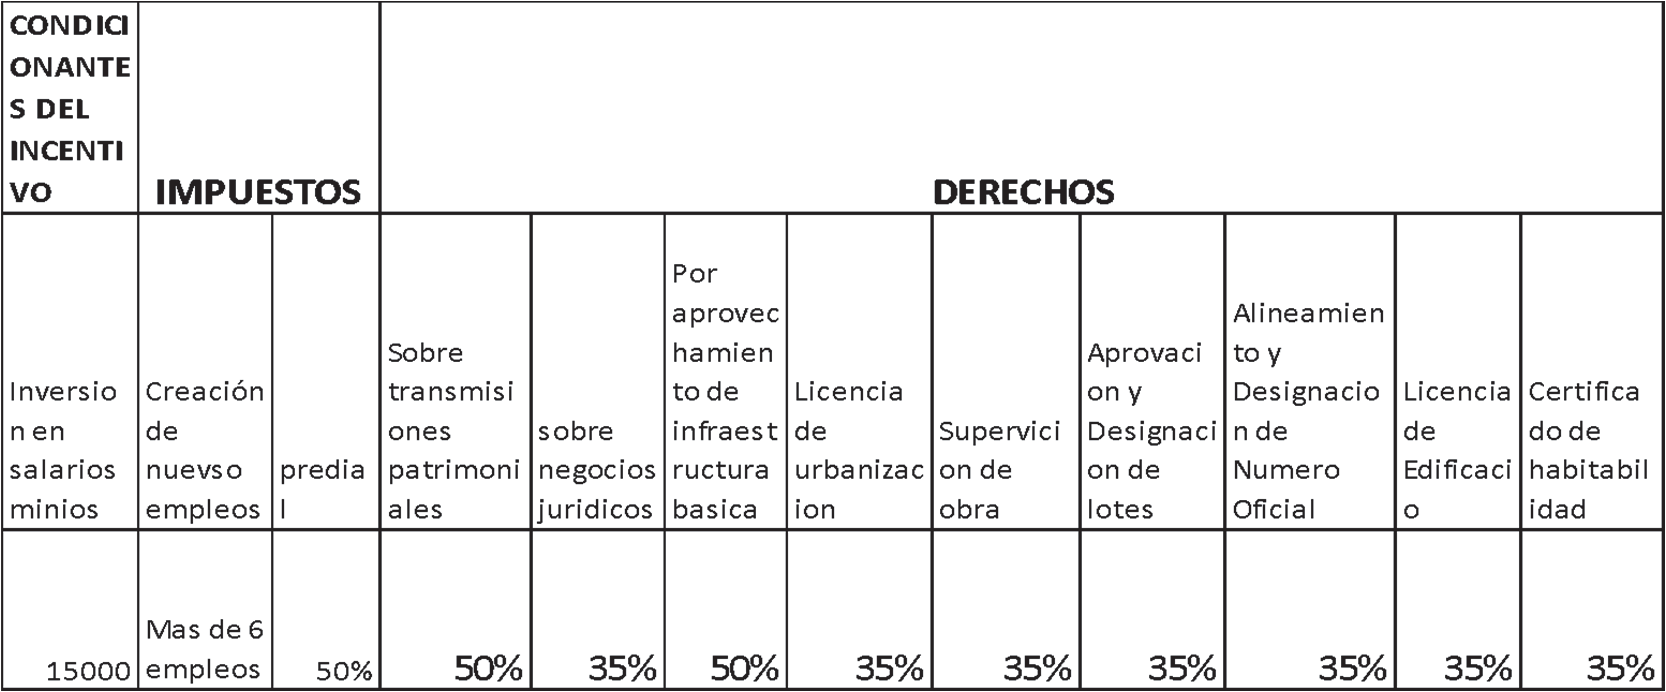 CONDICI
ONANTE
S DEL
INCENTI
VO
IMPUESTOS
DERECHOS
Inversio
n en
salarios
minios
Creación
de
nuevso
empleos
predia
l
Sobre
transmisi
ones
patrimoni
ales
sobre
negocios
juridicos
Por
aprovec
hamien
to de
infraest
ructura
basica
Licencia
de
urbanizac
ion
Supervici
on de
obra
Aprovaci
on y
Designaci
on de
lotes
Alineamien
to y
Designacio
n de
Numero
Oficial
Licencia
de
Edificaci
o
Certifica
do de
habitabil
idad
15000
Mas de 6
empleos
50%
50%
35%
50%
35%
35%
35%
35%
35%
35%